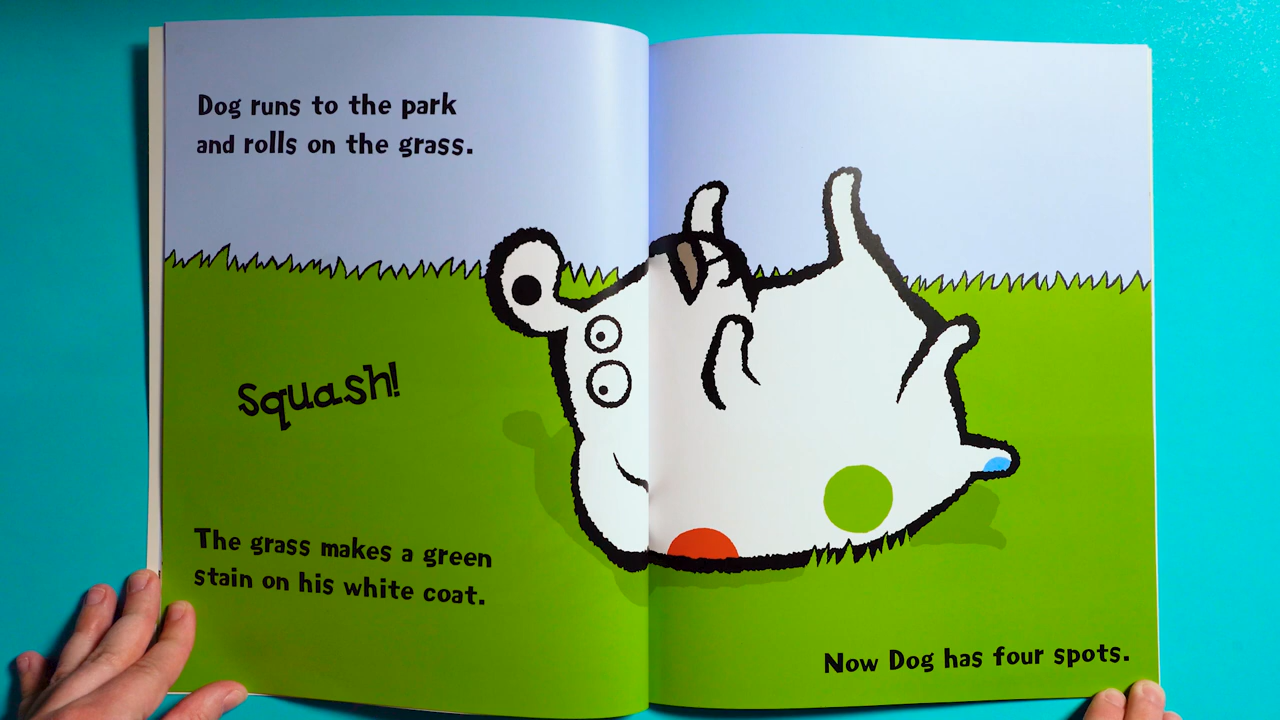 Dog runs to the park
and rolls on the grass.
Squash!
The grass makes a green
stain on his white coat.
Now Dog has four spots.